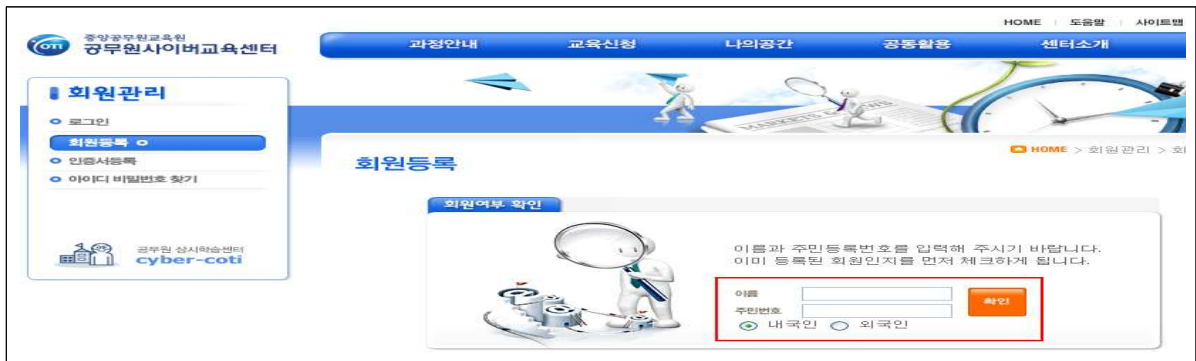 HOME 도움말 사이트맵
COTI 중앙공무원교육원
공무원사이버교육센터
과정안내 교육신청 나의공간 공동활용 센터소개
회원관리
로그인
회원등록
인증서등록
아이디 비밀번호 찾기
공무원 상시학습센터
cyber-coti
MARKETS NEWS
HOME > 회원관리 > 회
회원등록
회원여부 확인
이름과 주민등록번호를 입력해 주시기 바랍니다.
이미 등록된 회원인지를 먼저 체크하게 됩니다.
이름
주민번호
확인
내국인 외국인